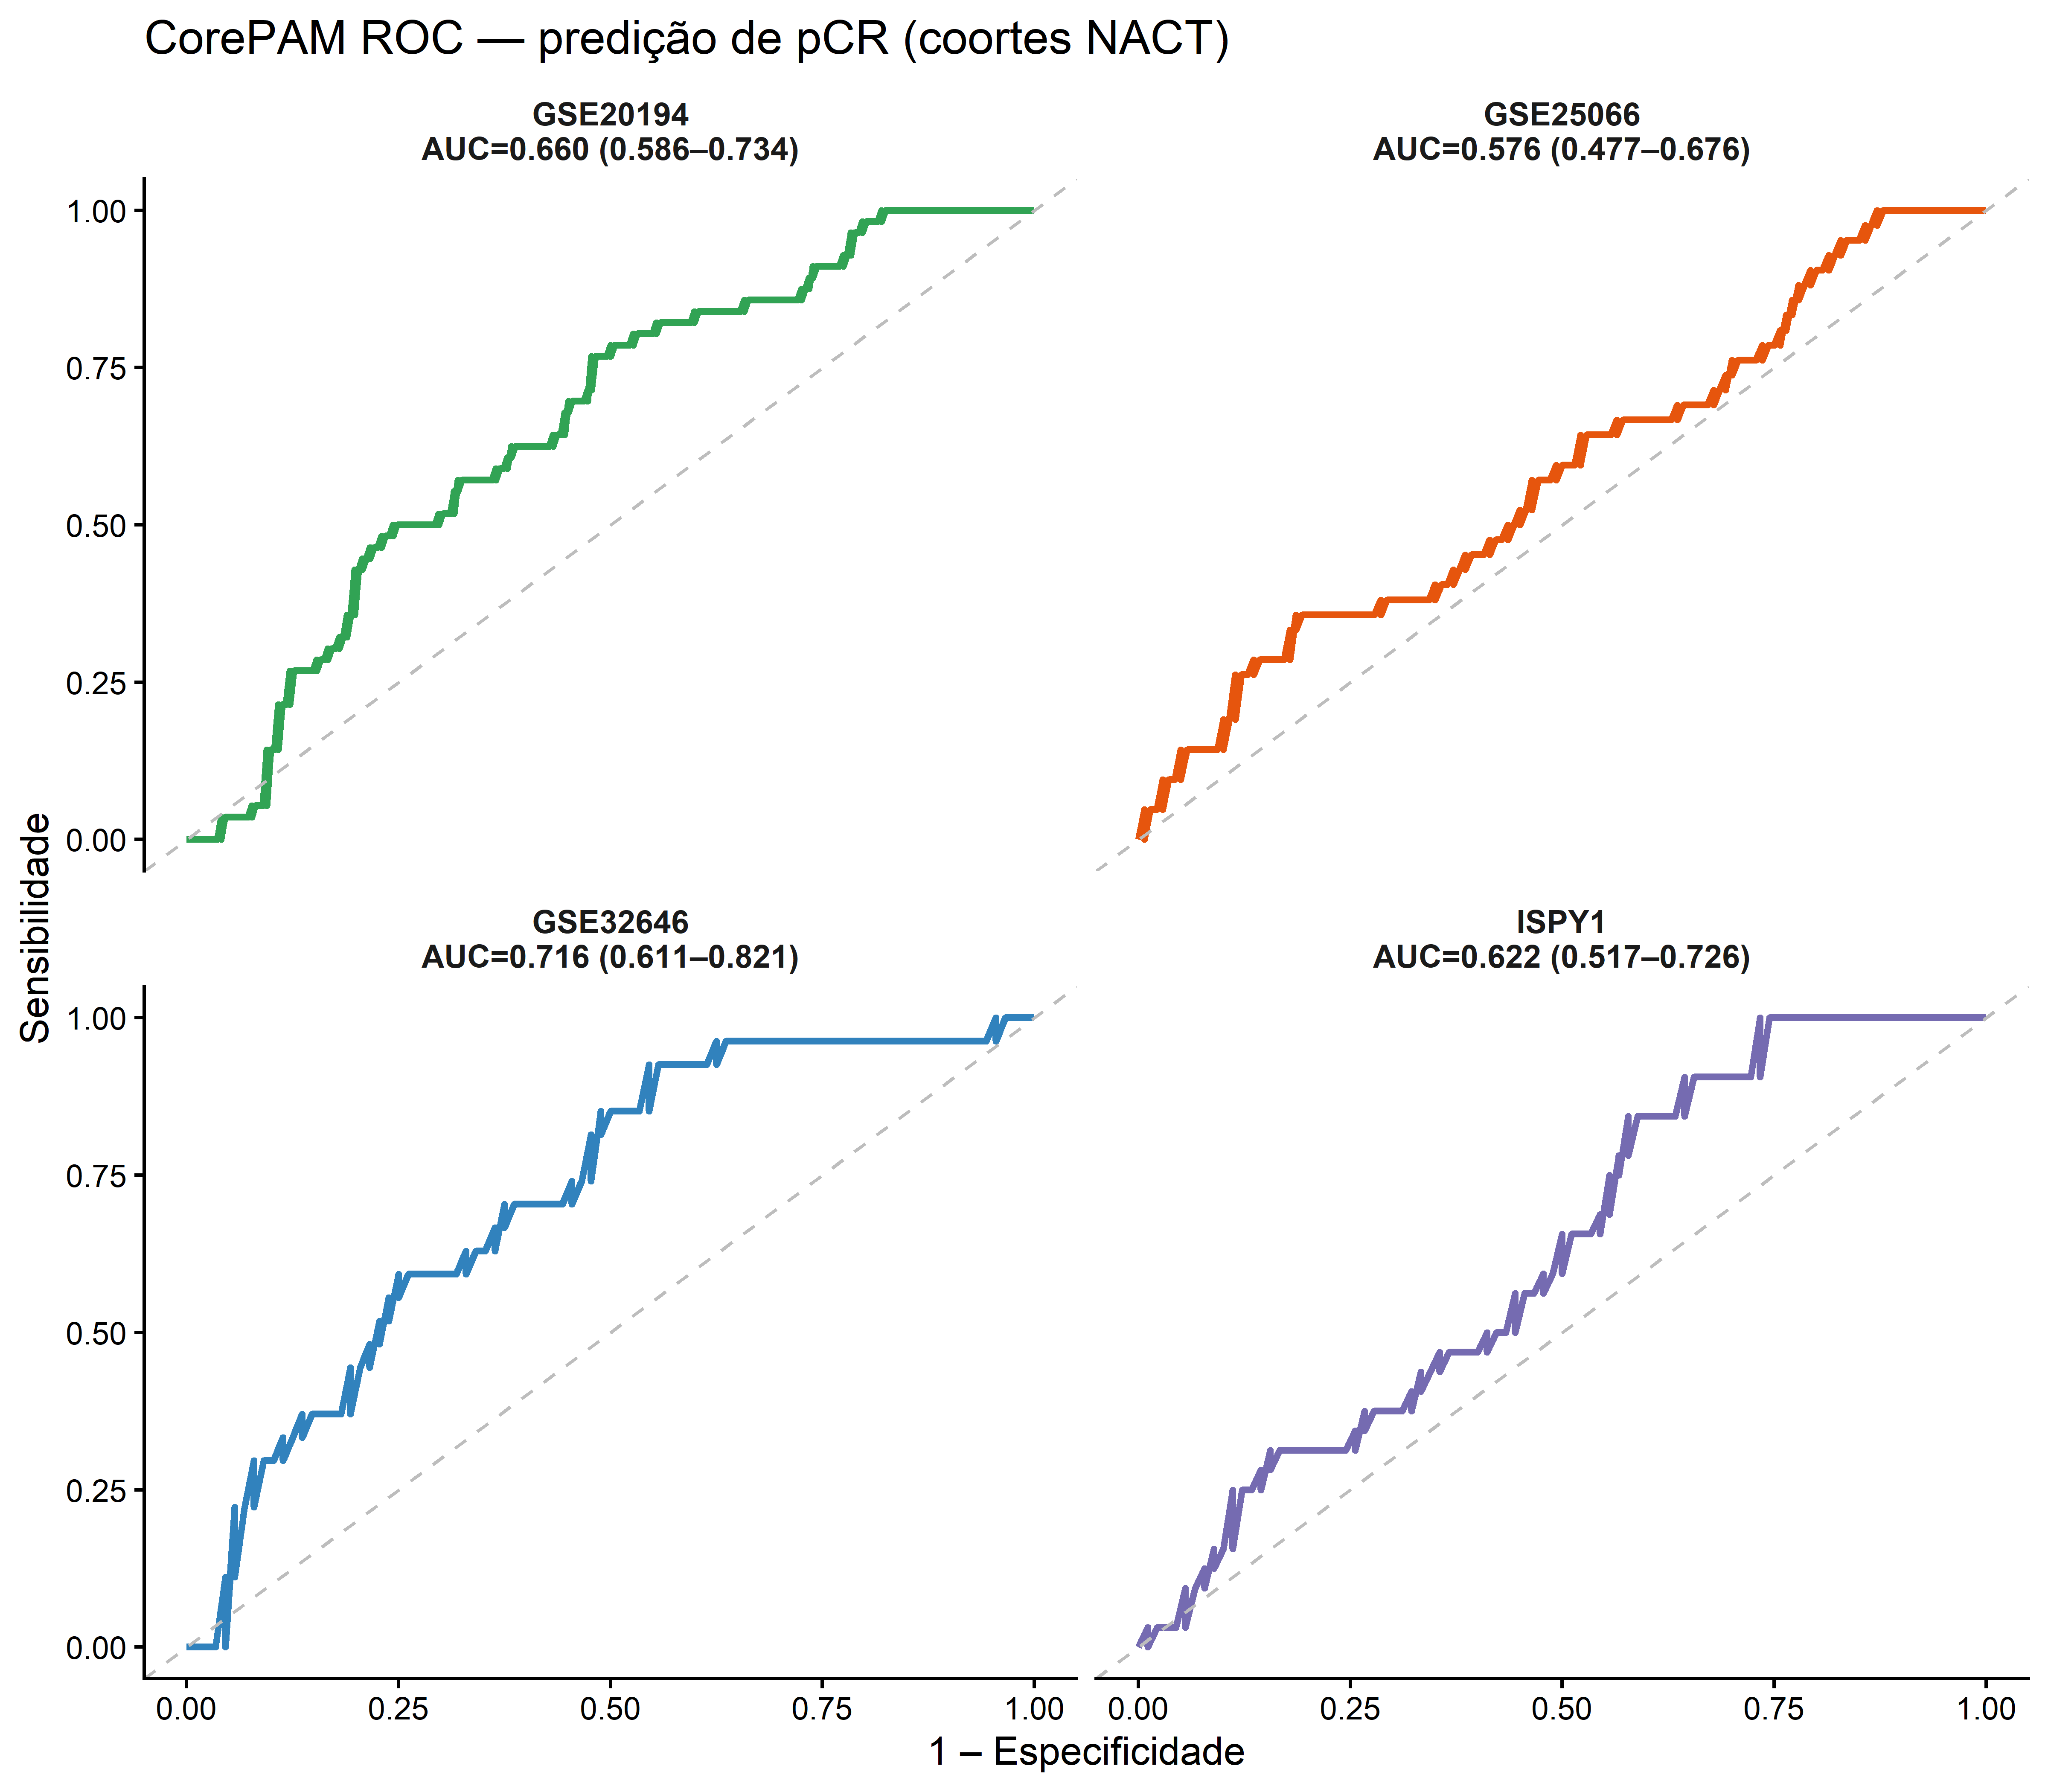 CorePAM ROC — predição de pCR (coortes NACT)
GSE20194
AUC=0.660 (0.586–0.734)
GSE25066
AUC=0.576 (0.477–0.676)
1.00
0.75
0.50
0.25
0.00
Sensibilidade
GSE32646
AUC=0.716 (0.611–0.821)
ISPY1
AUC=0.622 (0.517–0.726)
1.00
0.75
0.50
0.25
0.00
0.00 0.25 0.50 0.75 1.00
0.00 0.25 0.50 0.75 1.00
1 – Especificidade